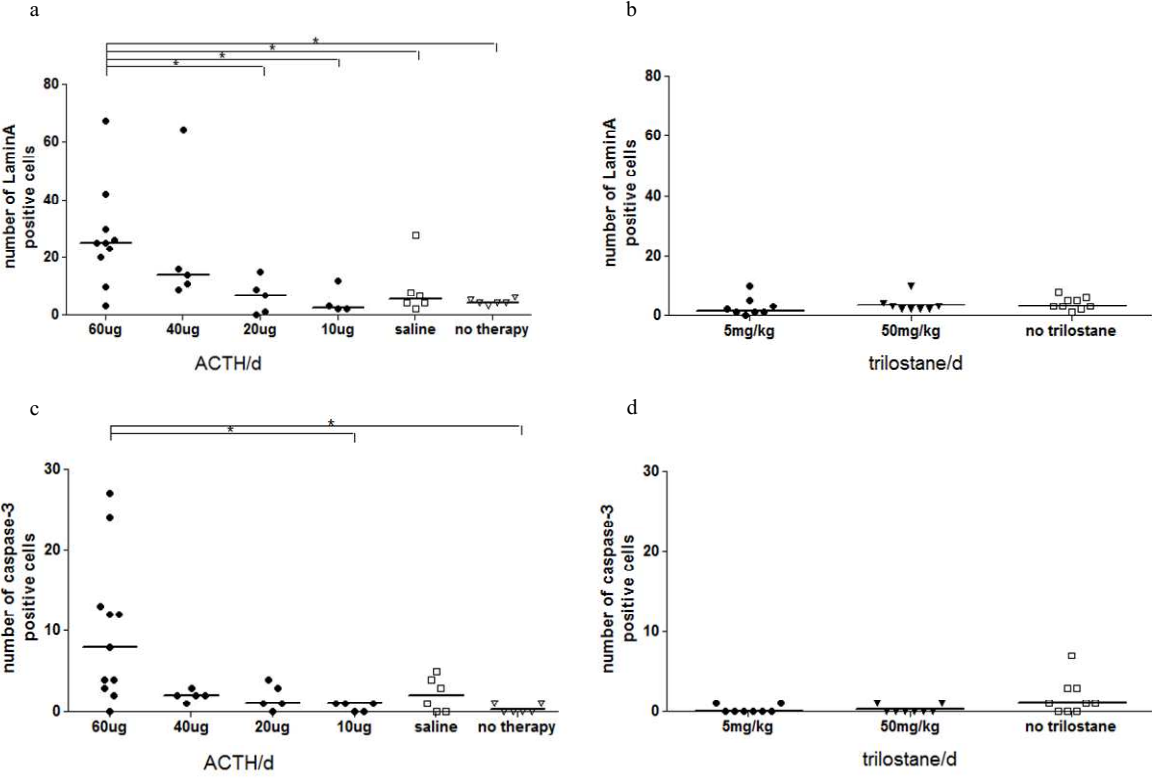 a
* * * *
number of LaminA
positive cells
80
60
40
20
0
60ug 40ug 20ug 10ug saline no therapy
ACTH/d
b
number of LaminA
positive cells
80
60
40
20
0
5mg/kg 50mg/kg no trilostane
trilostane/d
c
* *
number of caspase-3
positive cells
30
20
10
0
60ug 40ug 20ug 10ug saline no therapy
ACTH/d
d
number of caspase-3
positive cells
30
20
10
0
5mg/kg 50mg/kg no trilostane
trilostane/d